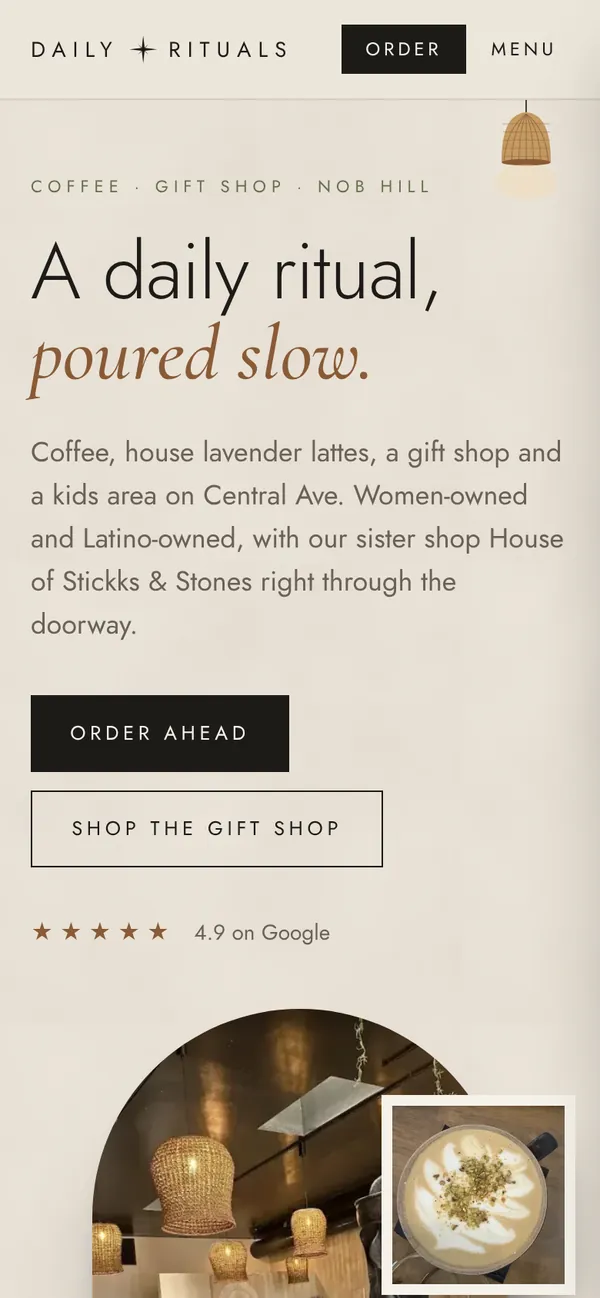 DAILY RITUALS
ORDER
MENU
COFFEE · GIFT SHOP · NOB HILL
A daily ritual,
poured slow.
Coffee, house lavender lattes, a gift shop and
a kids area on Central Ave. Women-owned
and Latino-owned, with our sister shop House
of Stickks & Stones right through the
doorway.
ORDER AHEAD
SHOP THE GIFT SHOP
★★★★★ 4.9 on Google